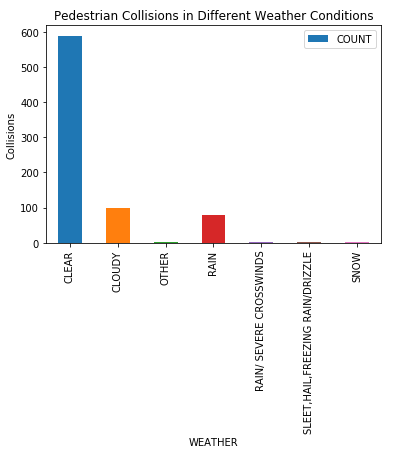 Pedestrian Collisions in Different Weather Conditions
COUNT
600
500
400
300
200
100
0
Collisions
CLEAR
CLOUDY
OTHER
RAIN
RAIN/ SEVERE CROSSWINDS
SLEET,HAIL,FREEZING RAIN/DRIZZLE
SNOW
WEATHER